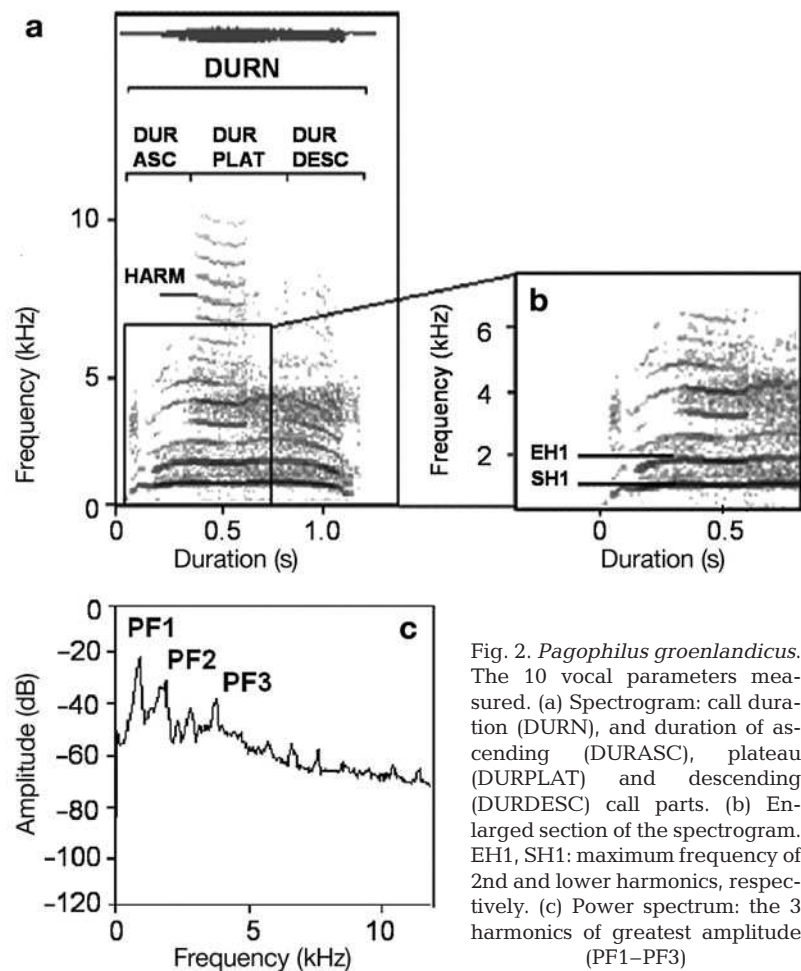 a
DURN
DUR DUR DUR
ASC PLAT DESC
10
HARM
5
0
Frequency (kHz)
0 0.5 1.0
Duration (s)
b
6
4
2
EH1
SH1
Frequency (kHz)
0 0.5
Duration (s)
c
0
PF1
-20
PF2
PF3
-40
-60
-80
-100
-120
Amplitude (dB)
0 5 10
Frequency (kHz)
Fig. 2. Pagophilus groenlandicus.
The 10 vocal parameters mea-
sured. (a) Spectrogram: call dura-
tion (DURN), and duration of as-
cending (DURASC), plateau
(DURPLAT) and descending
(DURDESC) call parts. (b) En-
larged section of the spectrogram.
EH1, SH1: maximum frequency of
2nd and lower harmonics, respec-
tively. (c) Power spectrum: the 3
harmonics of greatest amplitude
(PF1–PF3)